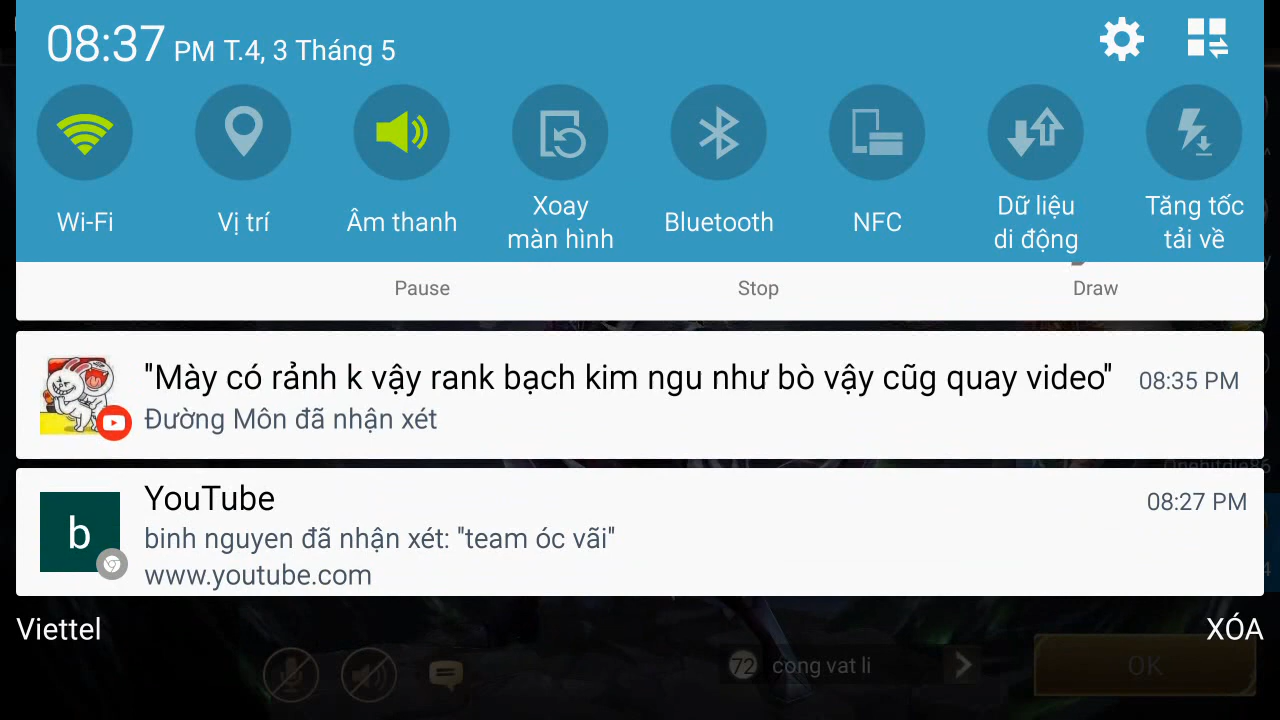 08:37 PM T.4, 3 Tháng 5
Wi-Fi
Vị trí
Âm thanh
Xoay
màn hình
Bluetooth
NFC
Dữ liệu
di động
Tăng tốc
tải về
Pause
Stop
Draw
"Mày có rảnh k vậy rank bạch kim ngu như bò vậy cũg quay video"
08:35 PM
Đường Môn đã nhận xét
b
YouTube
08:27 PM
binh nguyen đã nhận xét: "team óc vãi"
www.youtube.com
Viettel
XÓA
72
cong vat li
OK